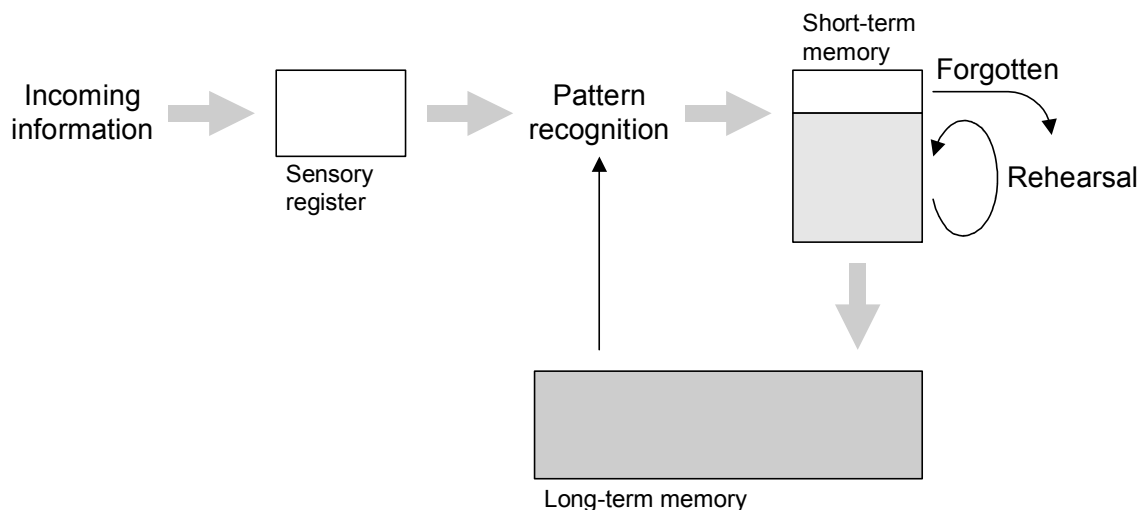 Short-term
memory
Forgotten
Incoming
information
Pattern
recognition
Sensory
register
Rehearsal
Long-term memory